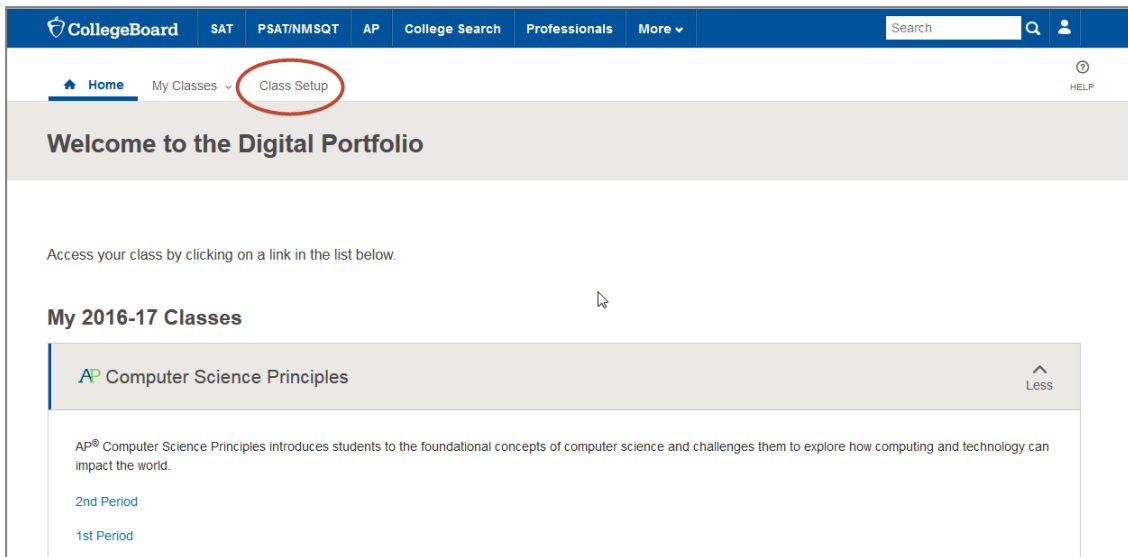 CollegeBoard SAT PSAT/NMSQT AP College Search Professionals More Search
Home My Classes Class Setup
HELP
Welcome to the Digital Portfolio
Access your class by clicking on a link in the list below.
My 2016-17 Classes
AP Computer Science Principles
Less
AP® Computer Science Principles introduces students to the foundational concepts of computer science and challenges them to explore how computing and technology can
impact the world.
2nd Period
1st Period